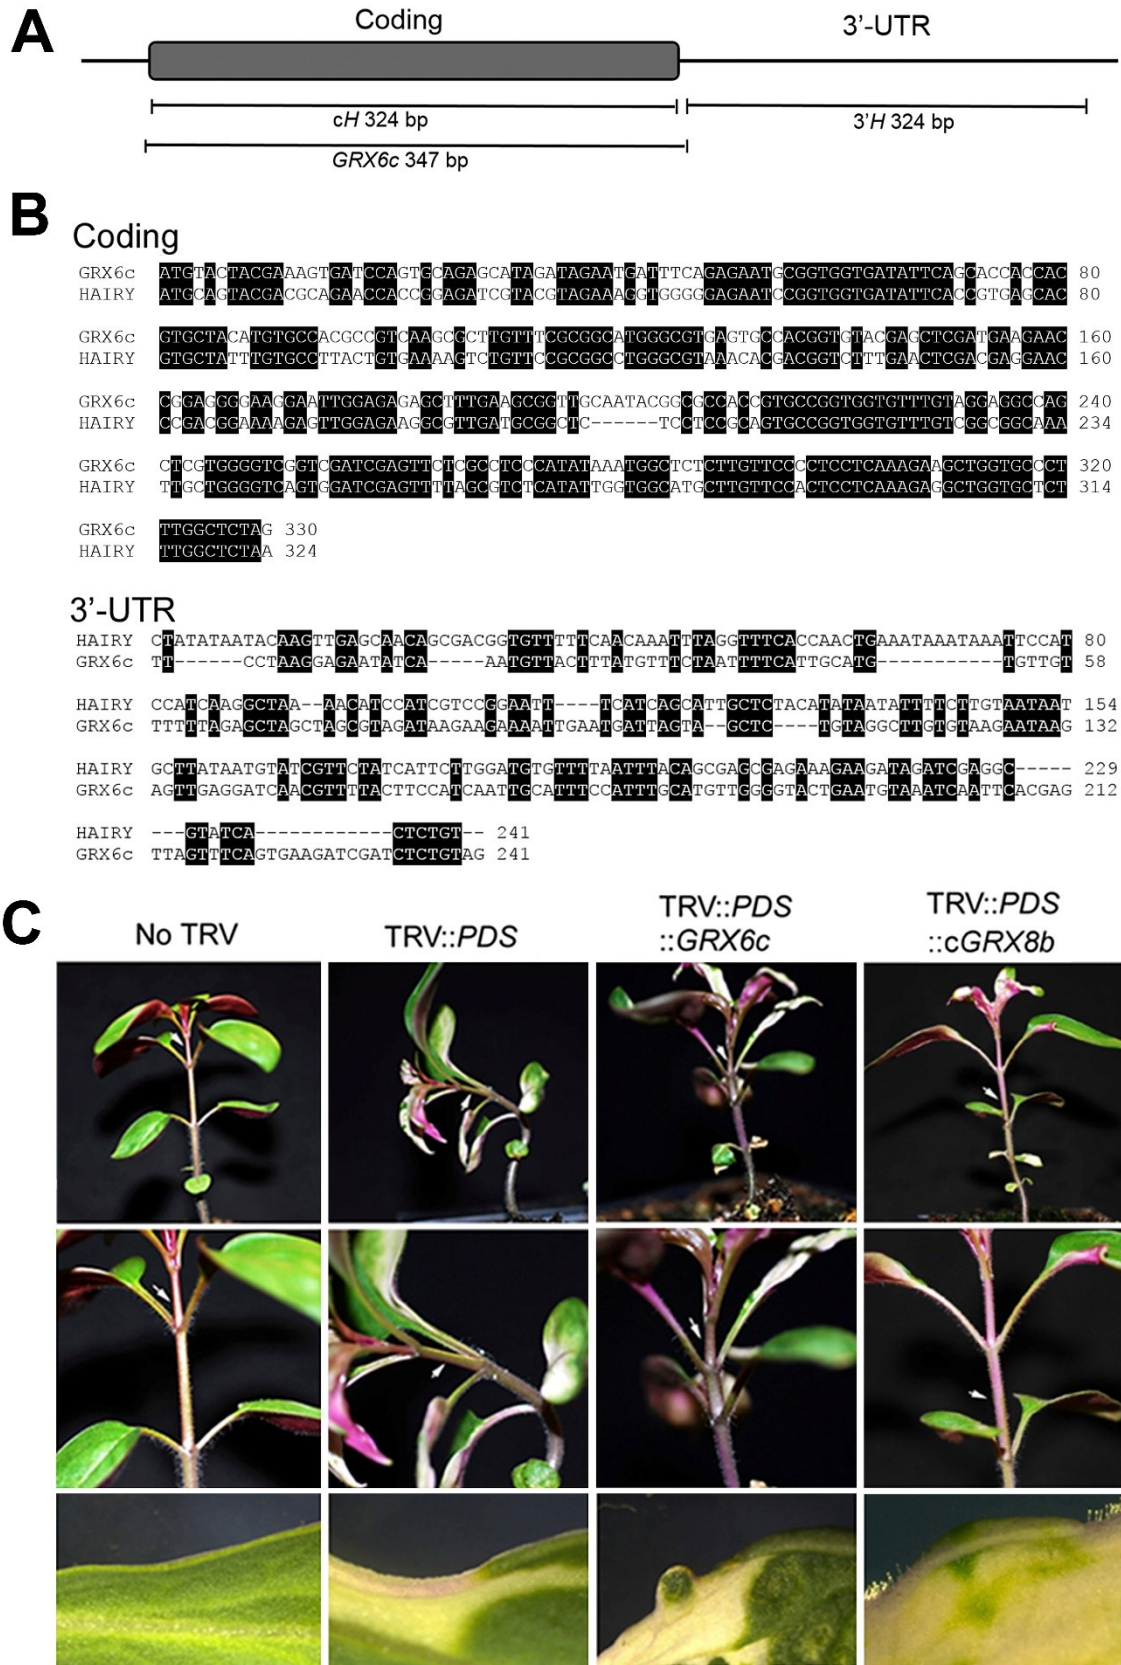 A
Coding
3'-UTR
cH 324 bp
3'H 324 bp
GRX6c 347 bp
B
Coding
GRX6c ATGTACTACGAAAGTGATCCAGTGCAGAGCATAGATAGAATGATTTCAGAGAATGCGGTGGTGATATTCAGCACCACCAC 80
HAIRY ATGCAGTACGACGCAGAACCACCGGAGATCGTACGTAGAAAGGTGGGGGAGAATCCGGTGGTGATATTCACCGTGAGCAC 80
GRX6c GTGCTACATGTGCCACGCCGTCAAGCGCTTGTTTCGCGGCATGGGCGTGAGTGCCACGGTGTACGAGCTCGATGAAGAAC 160
HAIRY GTGCTATTTGTGCCTTACTGTGAAAAGTCTGTTCCGCGGCCTGGGCGTAAACACGACGGTCTTTGAACTCGACGAGGAAC 160
GRX6c CGGAGGGGAAGGAATTGGAGAGAGCTTTGAAGCGGTTGCAATACGGCGCCACCGTGCCGGTGGTGTTTGTAGGAGGCCAG 240
HAIRY CCGACGGAAAAGAGTTGGAGAAGGCGTTGATGCGGCTC------TCCTCCGCAGTGCCGGTGGTGTTTGTCGGCGGCAAA 234
GRX6c CTCGTGGGGTCGGTCGATCGAGTTCTCGCCTCCCATATAAATGGCTCTCTTGTTCCCCTCCTCAAAGAAGCTGGTGCCCT 320
HAIRY TTGCTGGGGTCAGTGGATCGAGTTTTAGCGTCTCATATTGGTGGCATGCTTGTTCCACTCCTCAAAGAGGCTGGTGCTCT 314
GRX6c TTGGCTCTAG 330
HAIRY TTGGCTCTAA 324
3'-UTR
HAIRY CTATATAATACAAGTTGAGCAACAGCGACGGTGTTTTTCAACAAATTTAGGTTTCACCAACTGAAATAAATAAATTCCAT 80
GRX6c TT------CCTAAGGAGAATATCA-----AATGTTACTTTATGTTTCTAATTTTCATTGCATG-----------TGTTGT 58
HAIRY CCATCAAGGCTAA--AACATCCATCGTCCGGAATT----TCATCAGCATTGCTCTACATATAATATTTTCTTGTAATAAT 154
GRX6c TTTTTAGAGCTAGCTAGCGTAGATAAGAAGAAAATTGAATGATTAGTA--GCTC----TGTAGGCTTGTGTAAGAATAAG 132
HAIRY GCTTATAATGTATCGTTCTATCATTCTTGGATGTGTTTTAATTTACAGCGAGCGAGAAAGAAGATAGATCGAGGC----- 229
GRX6c AGTTGAGGATCAACGTTTTACTTCCATCAATTGCATTTCCATTTGCATGTTGGGGTACTGAATGTAAATCAATTCACGAG 212
HAIRY ---GTATCA------------CTCTGT-- 241
GRX6c TTAGTTTCAGTGAAGATCGATCTCTGTAG 241
C
No TRV
TRV::PDS
TRV::PDS
::GRX6c
TRV::PDS
::cGRX8b